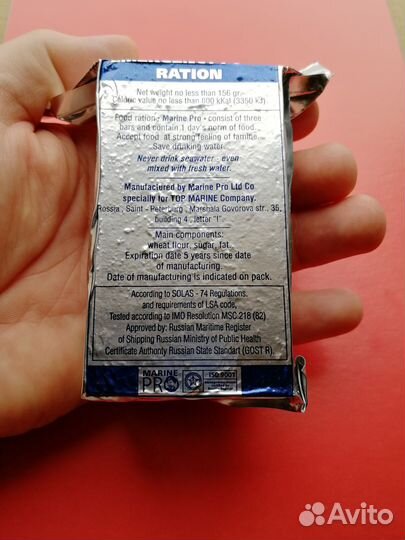 RATION
Net weight no less than 156 gr.
Caloric value no less than 800 kKal (3350 kJ)
Food ration - Marine Pro - consist of three
bars and contain 1 day's norm of food.
Accept food at strong feeling of famine.
Save drinking water.
Never drink seawater even
mixed with fresh water.
Manufactered by Marine Pro Ltd Co
specially for TOP MARINE Company.
Russia, Saint - Peterburg, Marshala Govorova str., 35,
building 4, letter "I".
Main components:
wheat flour, sugar, fat.
Expiration date 5 years since date
of manufacturing.
Date of manufacturing is indicated on pack.
According to SOLAS - 74 Regulations.
and requirements of LSA code,
Tested according to IMO Resolution MSC 218 (82)
Approved by: Russian Maritime Register
of Shipping Russian Ministry of Public Health
Certificate Authority Russian State Standart (GOST R).
MARINE
PRO
ISO 9001
Avito